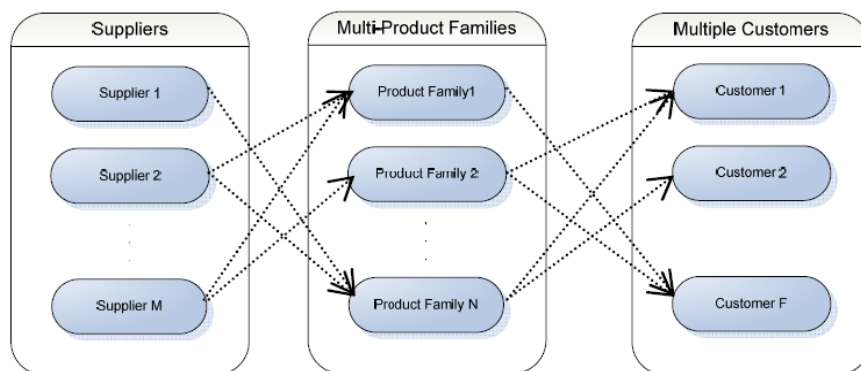 Suppliers
Multi-Product Families
Multiple Customers
Supplier 1
Product Family1
Customer 1
Supplier 2
Product Family 2
Customer 2
Supplier M
Product Family N
Customer F